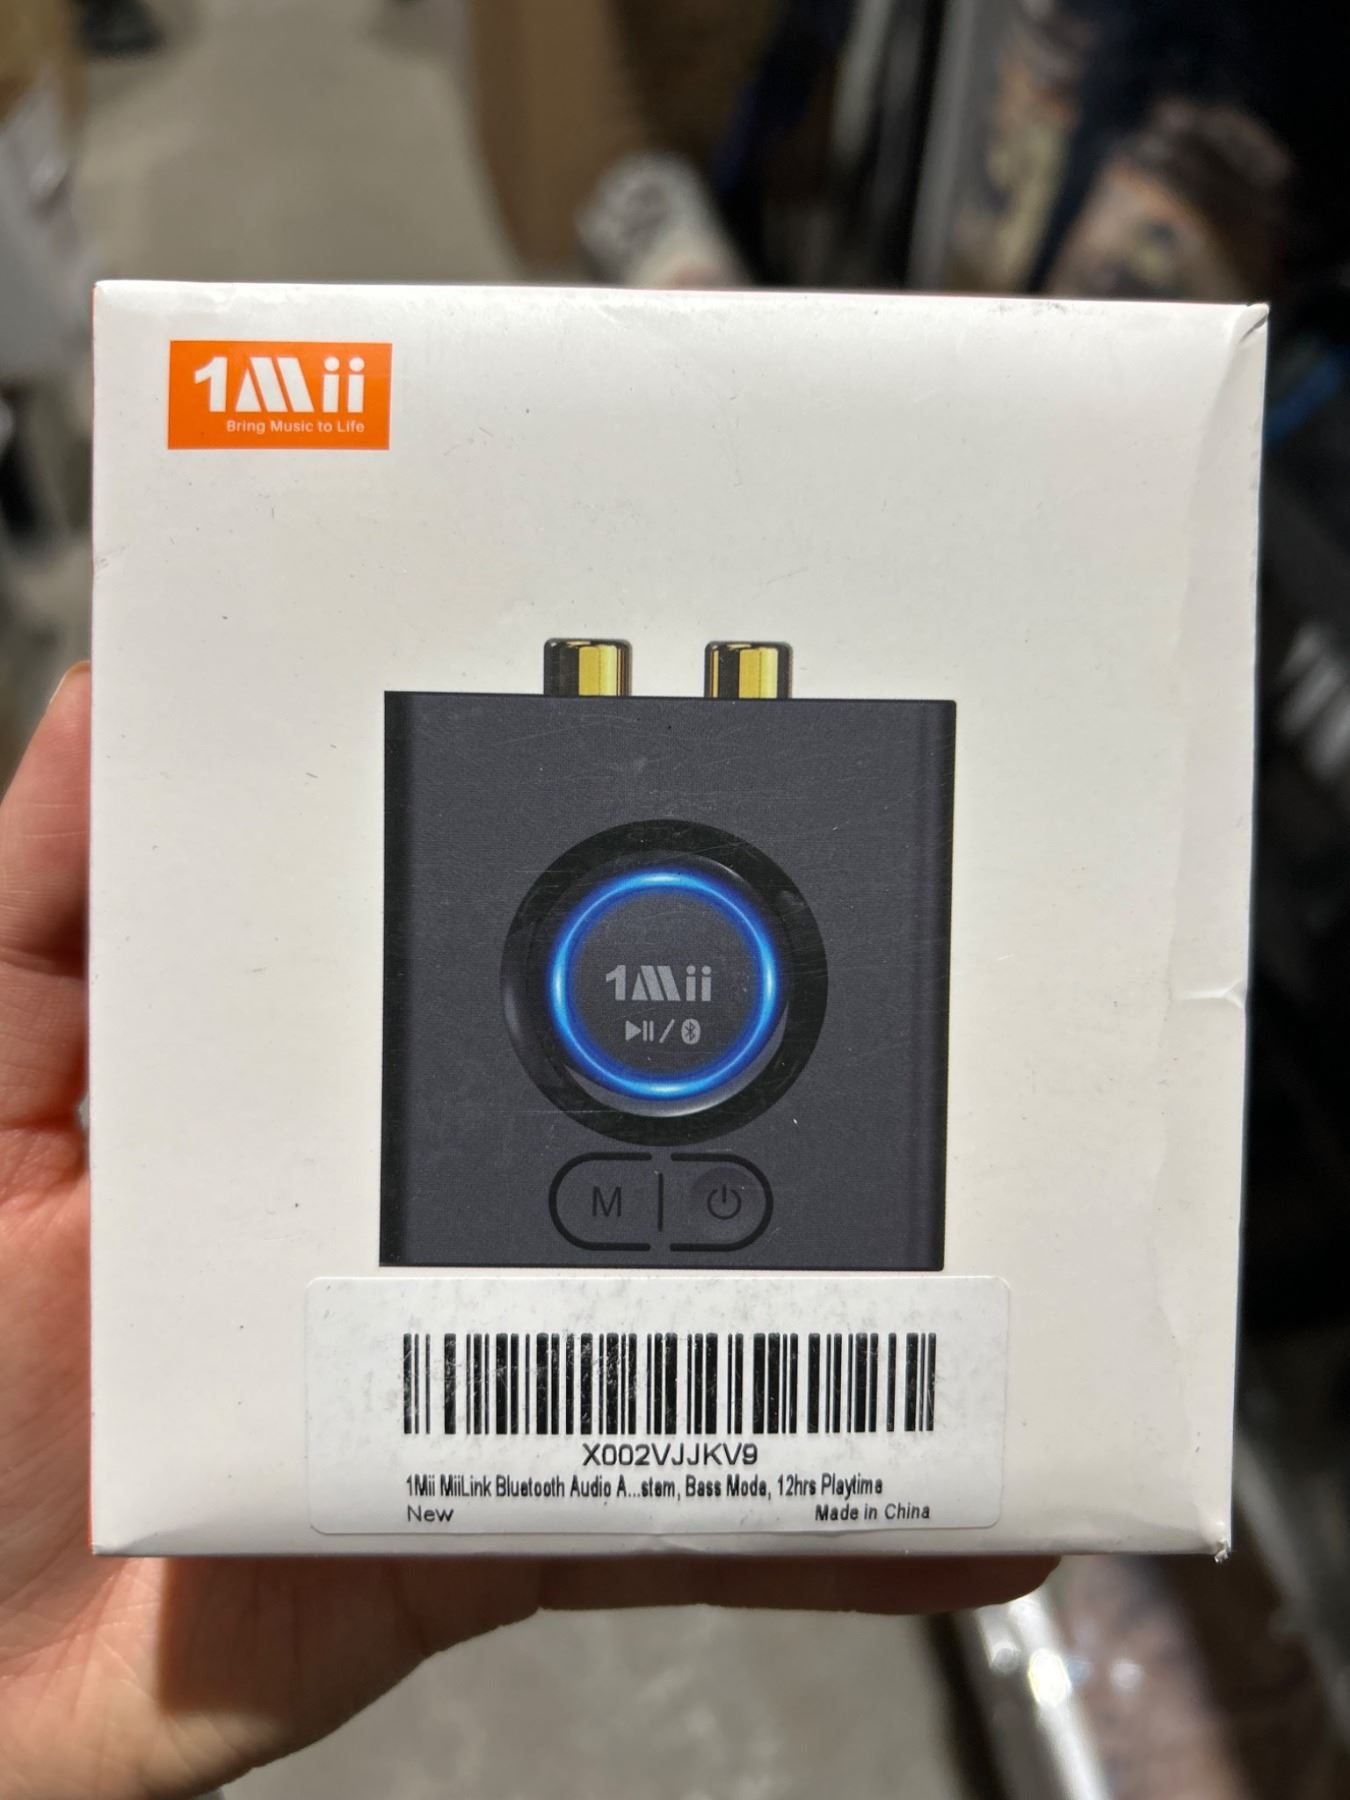 1Mii
Bring Music to Life
1Mii
M
X002VJJKV9
1Mii MiiLink Bluetooth Audio A...stem, Bass Mode, 12hrs Playtime
New
Made in China